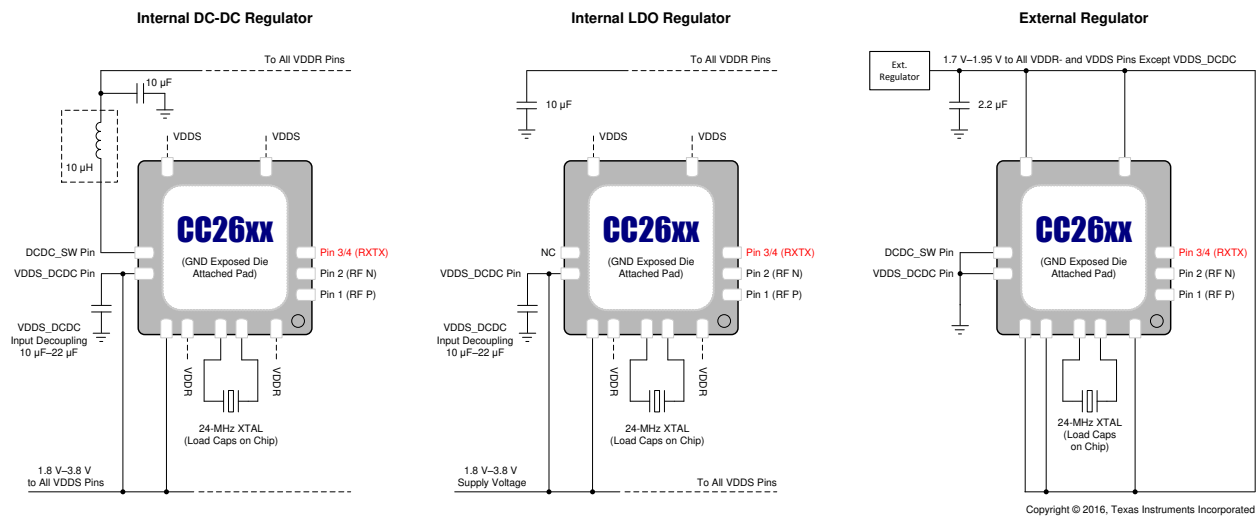 Internal DC-DC Regulator
To All VDDR Pins
10 µF
10 µH
VDDS
VDDS
CC26xx
(GND Exposed Die
Attached Pad)
DCDC_SW Pin
VDDS_DCDC Pin
Pin 3/4 (RXTX)
Pin 2 (RF N)
Pin 1 (RF P)
VDDS_DCDC
Input Decoupling
10 µF–22 µF
VDDR
VDDR
24-MHz XTAL
(Load Caps on Chip)
1.8 V–3.8 V
to All VDDS Pins
Internal LDO Regulator
To All VDDR Pins
10 µF
VDDS
VDDS
CC26xx
(GND Exposed Die
Attached Pad)
NC
VDDS_DCDC Pin
Pin 3/4 (RXTX)
Pin 2 (RF N)
Pin 1 (RF P)
VDDS_DCDC
Input Decoupling
10 µF–22 µF
VDDR
VDDR
24-MHz XTAL
(Load Caps on Chip)
1.8 V–3.8 V
Supply Voltage
To All VDDS Pins
External Regulator
Ext.
Regulator
1.7 V–1.95 V to All VDDR- and VDDS Pins Except VDDS_DCDC
2.2 µF
CC26xx
(GND Exposed Die
Attached Pad)
DCDC_SW Pin
VDDS_DCDC Pin
Pin 3/4 (RXTX)
Pin 2 (RF N)
Pin 1 (RF P)
24-MHz XTAL
(Load Caps
on Chip)
Copyright © 2016, Texas Instruments Incorporated